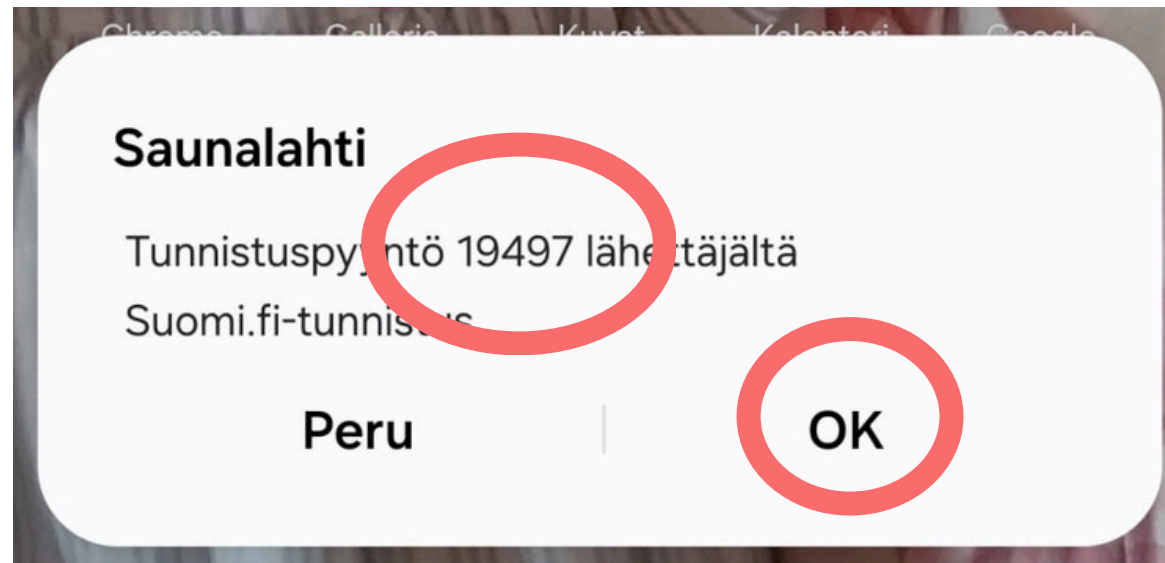 Saunalahti
Tunnistuspyyntö 19497 lähettäjältä
Suomi.fi-tunnistus
Peru OK